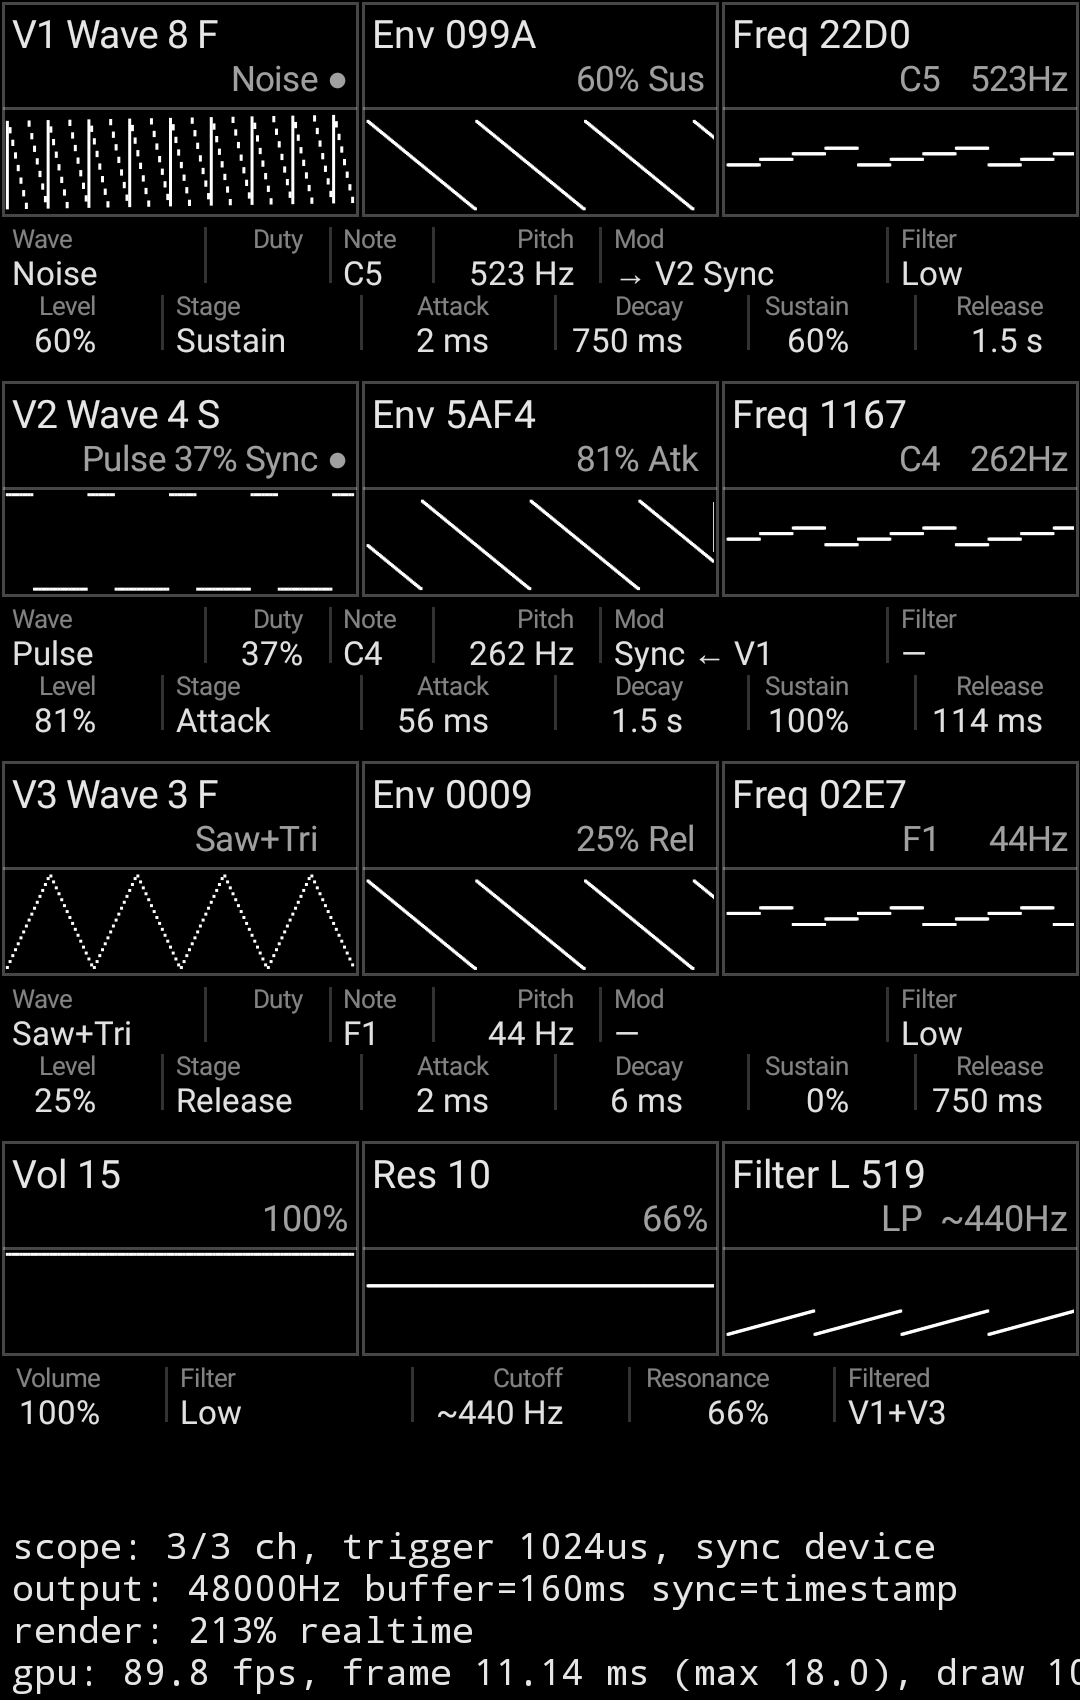 V1 Wave 8 F Env 099A Freq 22D0
Noise ● 60% Sus C5 523Hz
Wave Duty Note Pitch Mod Filter
Noise C5 523 Hz → V2 Sync Low
Level Stage Attack Decay Sustain Release
60% Sustain 2 ms 750 ms 60% 1.5 s
V2 Wave 4 S Env 5AF4 Freq 1167
Pulse 37% Sync ● 81% Atk C4 262Hz
Wave Duty Note Pitch Mod Filter
Pulse 37% C4 262 Hz Sync ← V1 —
Level Stage Attack Decay Sustain Release
81% Attack 56 ms 1.5 s 100% 114 ms
V3 Wave 3 F Env 0009 Freq 02E7
Saw+Tri 25% Rel F1 44Hz
Wave Duty Note Pitch Mod Filter
Saw+Tri F1 44 Hz — Low
Level Stage Attack Decay Sustain Release
25% Release 2 ms 6 ms 0% 750 ms
Vol 15 Res 10 Filter L 519
100% 66% LP ~440Hz
Volume Filter Cutoff Resonance Filtered
100% Low ~440 Hz 66% V1+V3
scope: 3/3 ch, trigger 1024us, sync device
output: 48000Hz buffer=160ms sync=timestamp
render: 213% realtime
gpu: 89.8 fps, frame 11.14 ms (max 18.0), draw